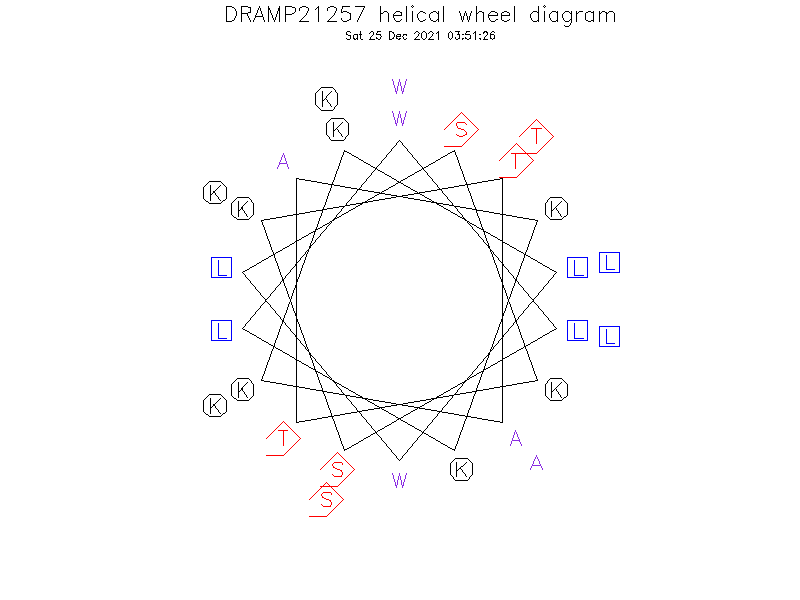 DRAMP21257 helical wheel diagram
Sat 25 Dec 2021 03:51:26
W
K
W
K S T
A T
K
K K
L L L
L L L
K K
K
T A
S K A
W
S